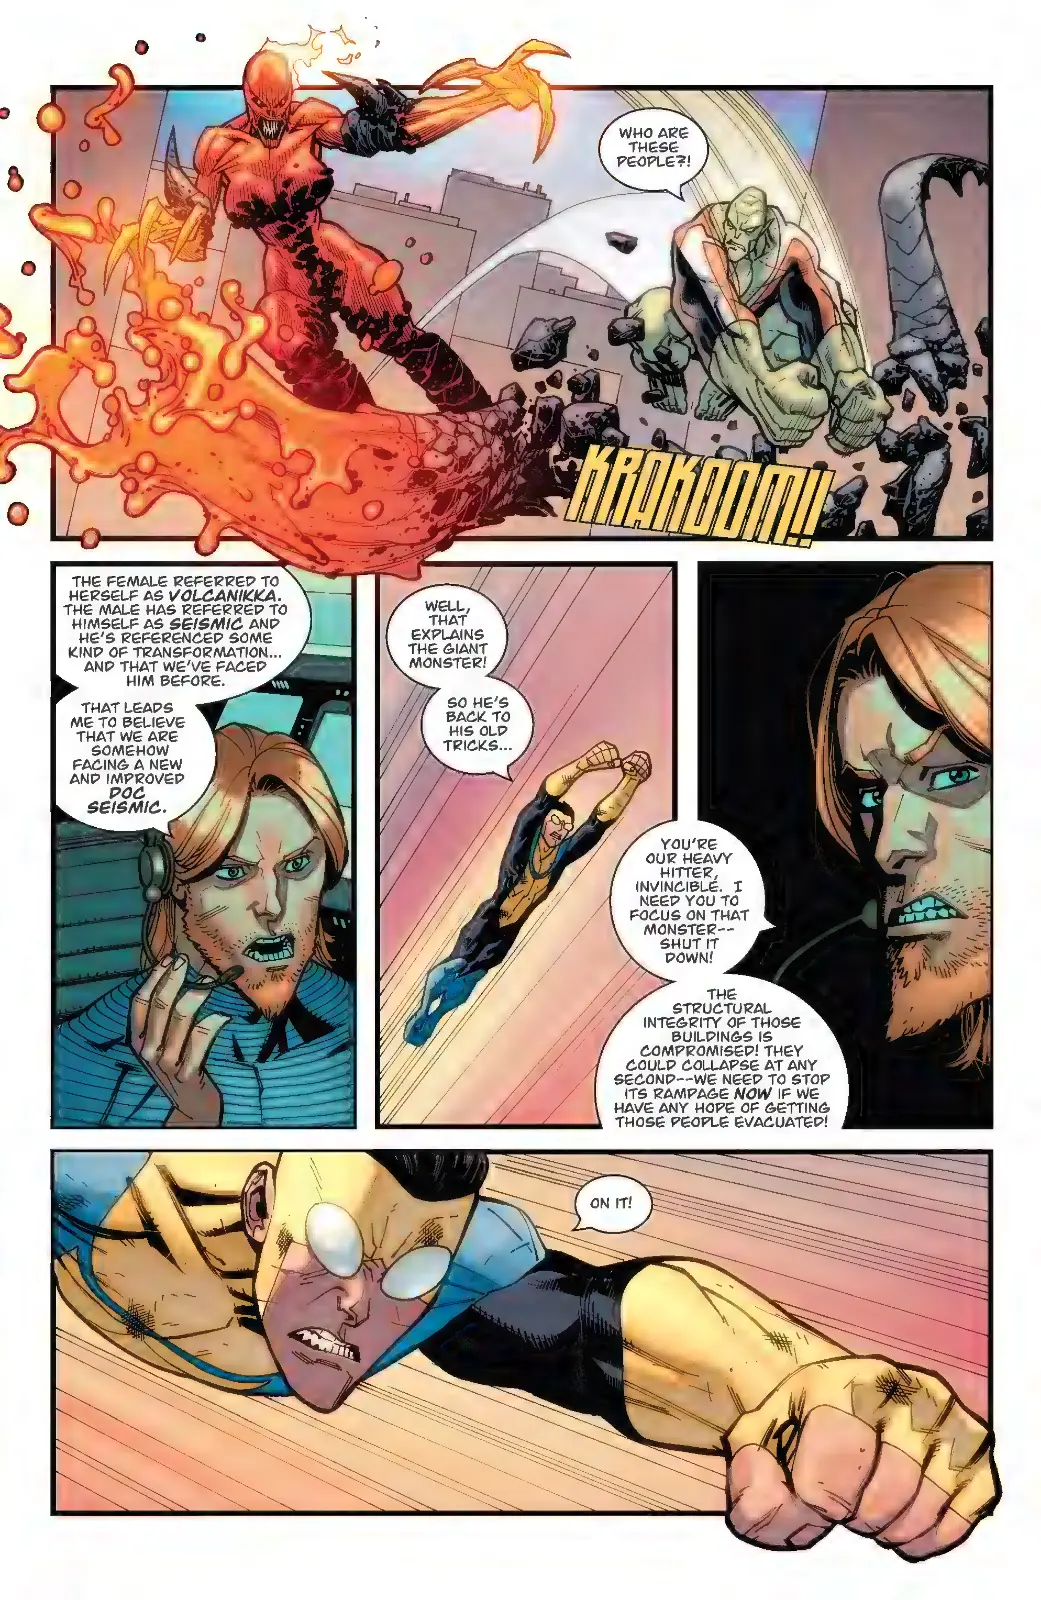 WHO ARE
THESE
PEOPLE?!
KRAKOOM!!
THE FEMALE REFERRED TO
HERSELF AS VOLCANIKKA.
THE MALE HAS REFERRED TO
HIMSELF AS SEISMIC AND
HE'S REFERENCED SOME
KIND OF TRANSFORMATION...
AND THAT WE'VE FACED
HIM BEFORE.
THAT LEADS
ME TO BELIEVE
THAT WE ARE
SOMEHOW
FACING A NEW
AND IMPROVED
DOC
SEISMIC.
WELL,
THAT
EXPLAINS
THE GIANT
MONSTER!
SO HE'S
BACK TO
HIS OLD
TRICKS...
YOU'RE
OUR HEAVY
HITTER,
INVINCIBLE. I
NEED YOU TO
FOCUS ON THAT
MONSTER--
SHUT IT
DOWN!
THE
STRUCTURAL
INTEGRITY OF THOSE
BUILDINGS IS
COMPROMISED! THEY
COULD COLLAPSE AT ANY
SECOND--WE NEED TO STOP
ITS RAMPAGE NOW IF WE
HAVE ANY HOPE OF GETTING
THOSE PEOPLE EVACUATED!
ON IT!